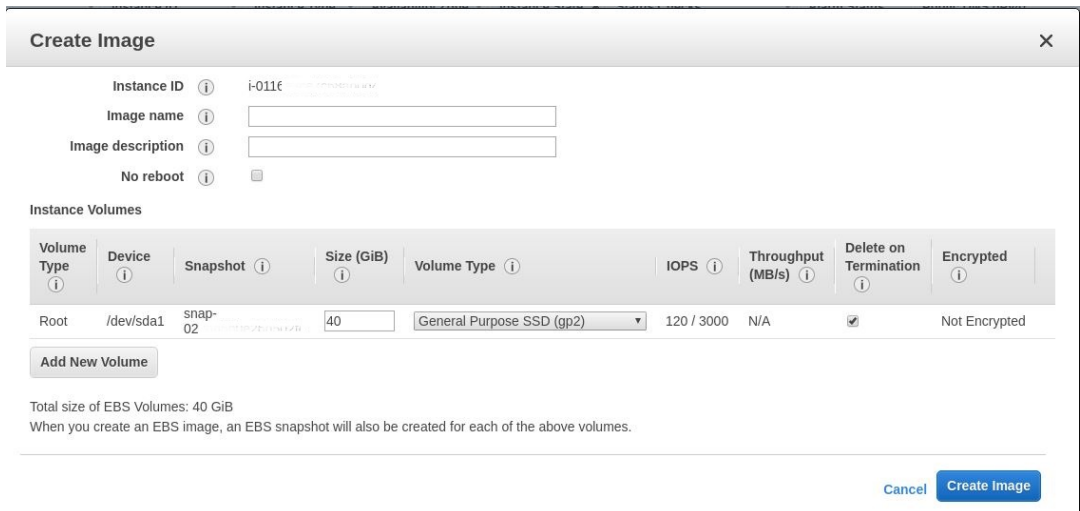 Create Image
Instance ID
i-0116
Image name
Image description
No reboot
Instance Volumes
Volume Type
Device
Snapshot
Size (GiB)
Volume Type
IOPS
Throughput (MB/s)
Delete on Termination
Encrypted
Root
/dev/sda1
snap-02
40
General Purpose SSD (gp2)
120 / 3000
N/A
Not Encrypted
Add New Volume
Total size of EBS Volumes: 40 GiB
When you create an EBS image, an EBS snapshot will also be created for each of the above volumes.
Cancel
Create Image